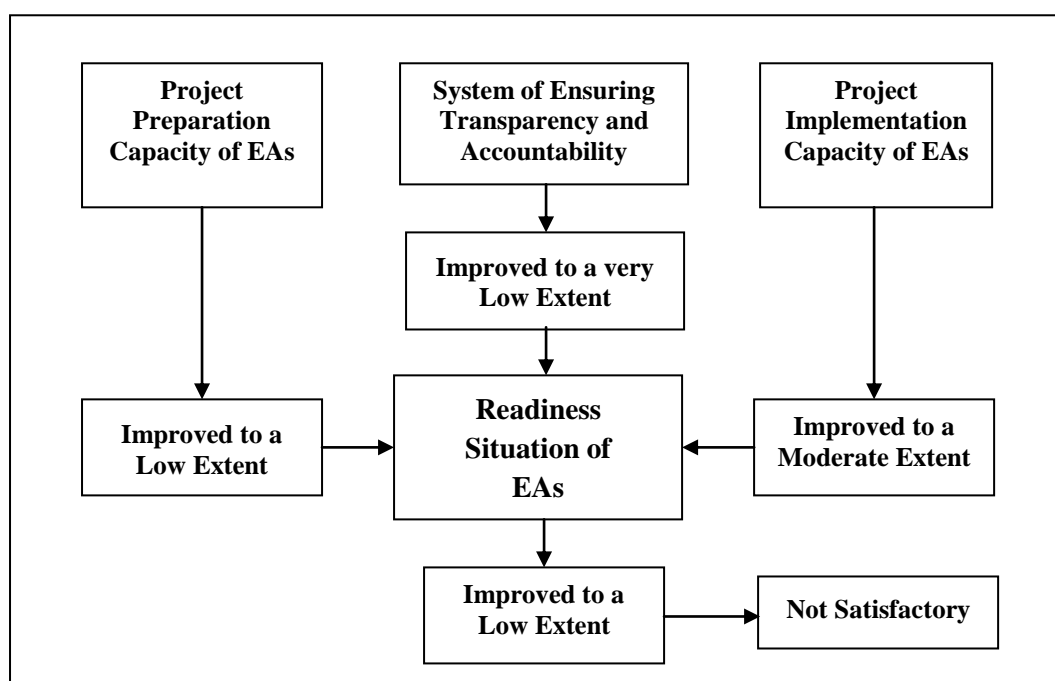 Project
Preparation
Capacity of EAs
System of Ensuring
Transparency and
Accountability
Project
Implementation
Capacity of EAs
Improved to a very
Low Extent
Improved to a
Low Extent
Readiness
Situation of
EAs
Improved to a
Moderate Extent
Improved to a
Low Extent
Not Satisfactory